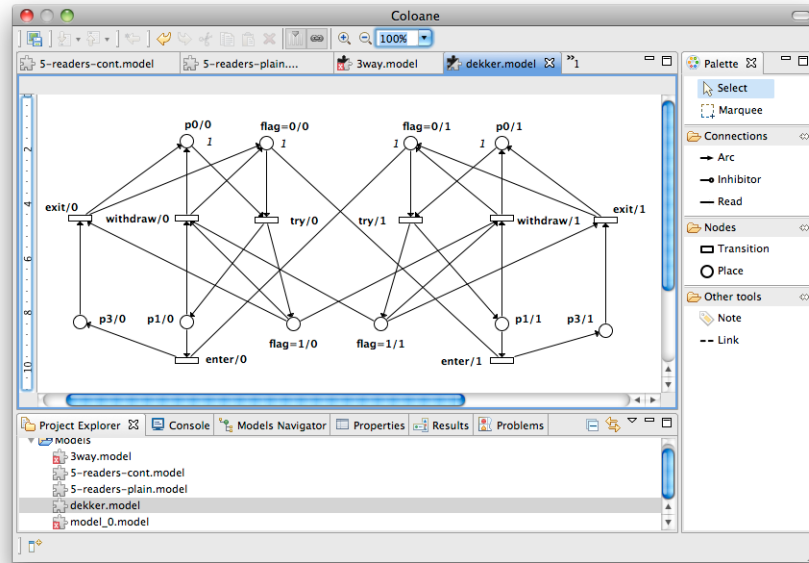 Coloane
100%
5-readers-cont.model
5-readers-plain....
3way.model
dekker.model
»1
Palette
Select
Marquee
Connections
Arc
Inhibitor
Read
Nodes
Transition
Place
Other tools
Note
Link
2
4
6
8
10
p0/0
flag=0/0
flag=0/1
p0/1
1
1
1
1
exit/0
withdraw/0
try/0
try/1
withdraw/1
exit/1
p3/0
p1/0
flag=1/0
flag=1/1
p1/1
p3/1
enter/0
enter/1
Project Explorer
Console
Models Navigator
Properties
Results
Problems
Models
3way.model
5-readers-cont.model
5-readers-plain.model
dekker.model
model_0.model